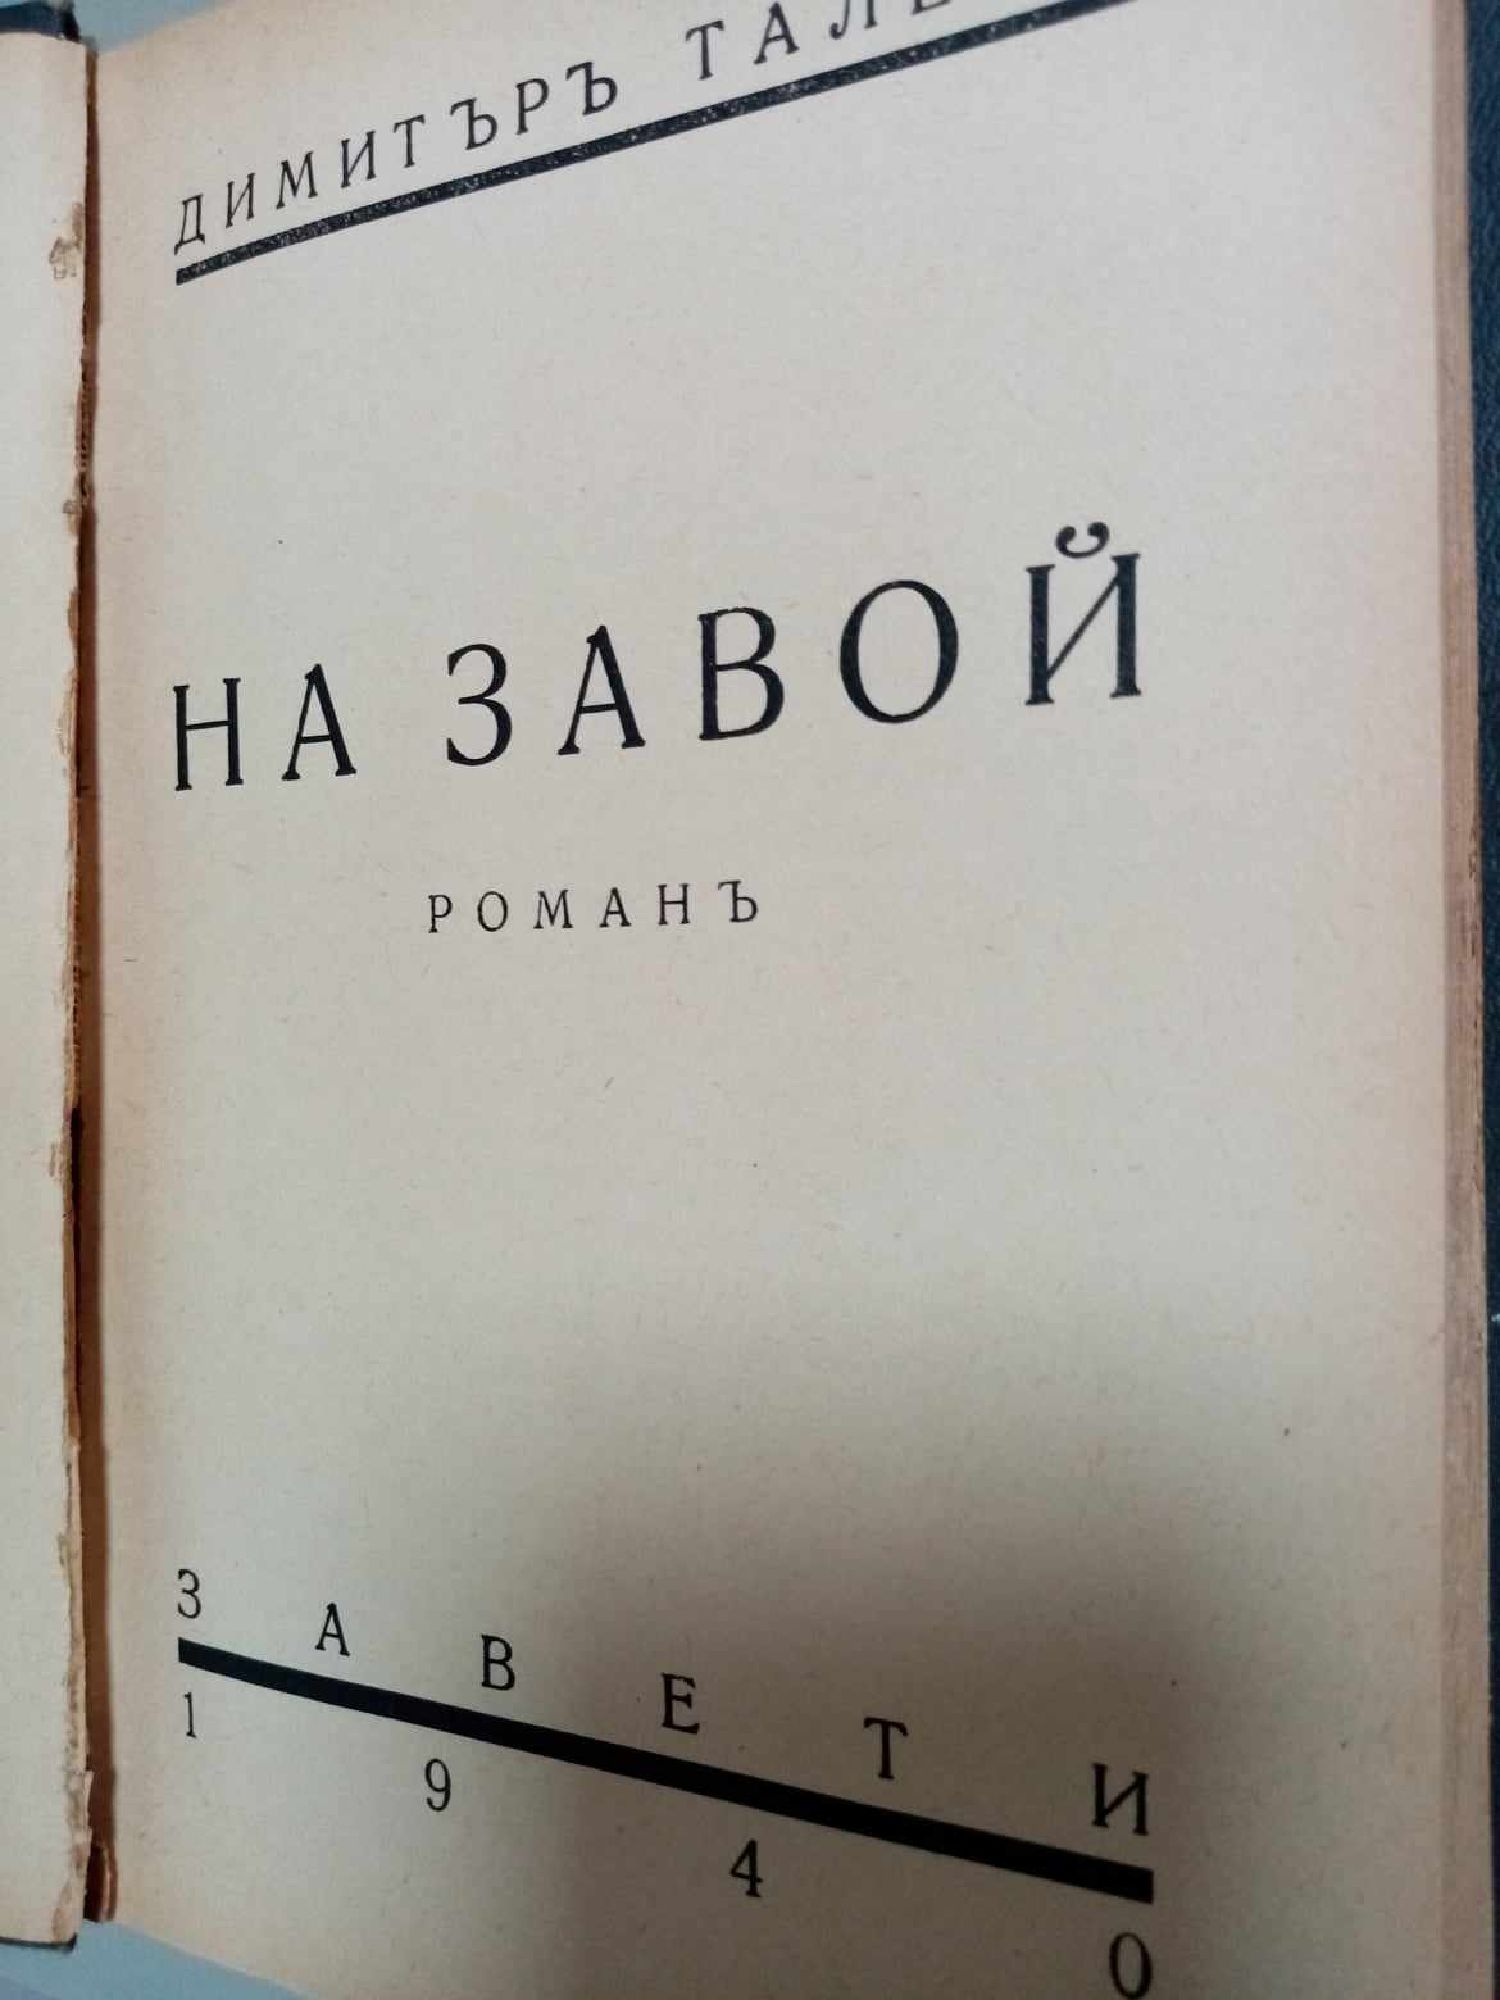 ДИМИТЪРЪ
НА ЗАВОЙ
РОМАНЪ
ЗАВЕТИ
1940